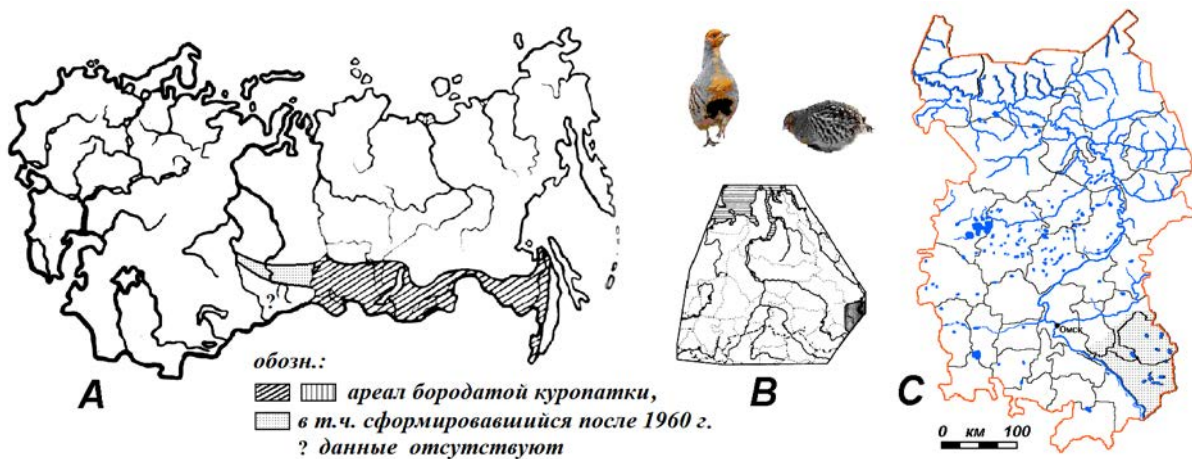 ?
обозн.:
ареал бородатой куропатки,
в т.ч. сформировавшийся после 1960 г.
? данные отсутствуют
A
B
Омск
C
0 км 100